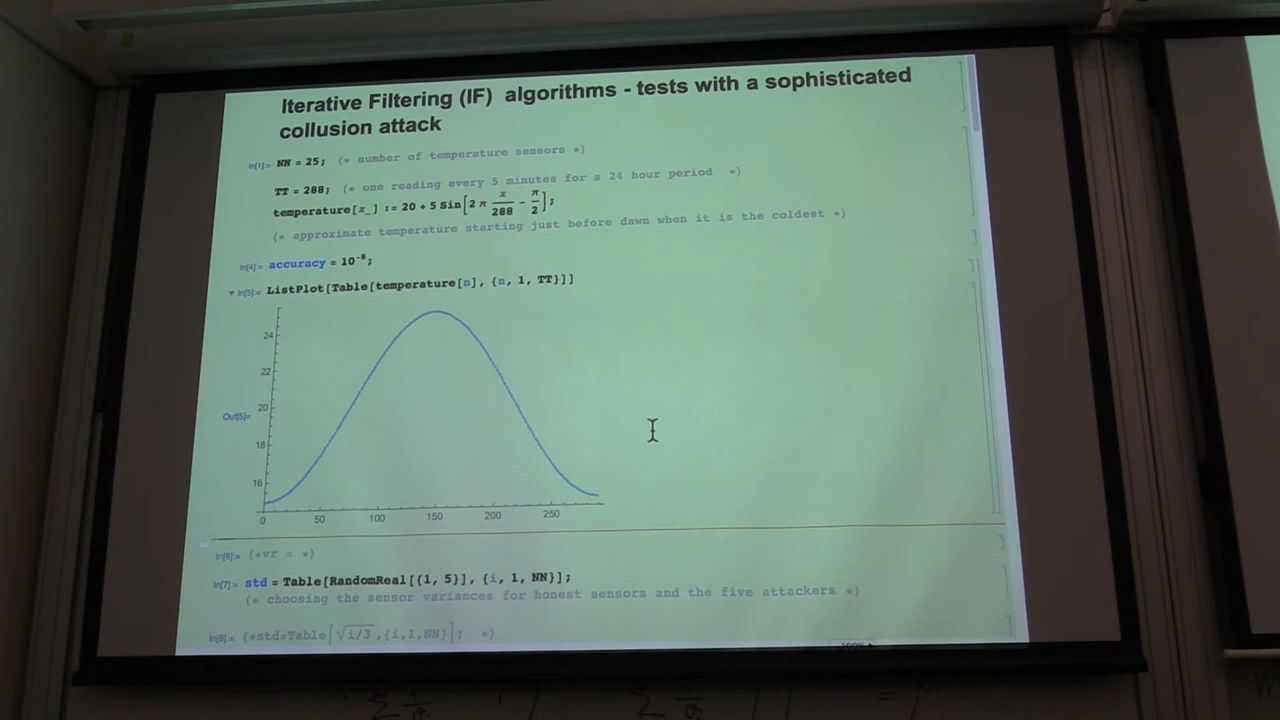 Iterative Filtering (IF) algorithms - tests with a sophisticated
collusion attack
In[1]:= NN = 25; (* number of temperature sensors *)
TT = 288; (* one reading every 5 minutes for a 24 hour period *)
temperature[x_] := 20 + 5 Sin[2 π x/288 - π/2];
(* approximate temperature starting just before dawn when it is the coldest *)
In[4]:= accuracy = 10^-8;
In[5]:= ListPlot[Table[temperature[n], {n, 1, TT}]]
24
22
Out[5]= 20
18
16
0 50 100 150 200 250
In[6]:= (*vr = *)
In[7]:= std = Table[RandomReal[{1, 5}], {i, 1, NN}];
(* choosing the sensor variances for honest sensors and the five attackers *)
In[8]:= (*std=Table[√i/3,{i,1,NN}]; *)
100%